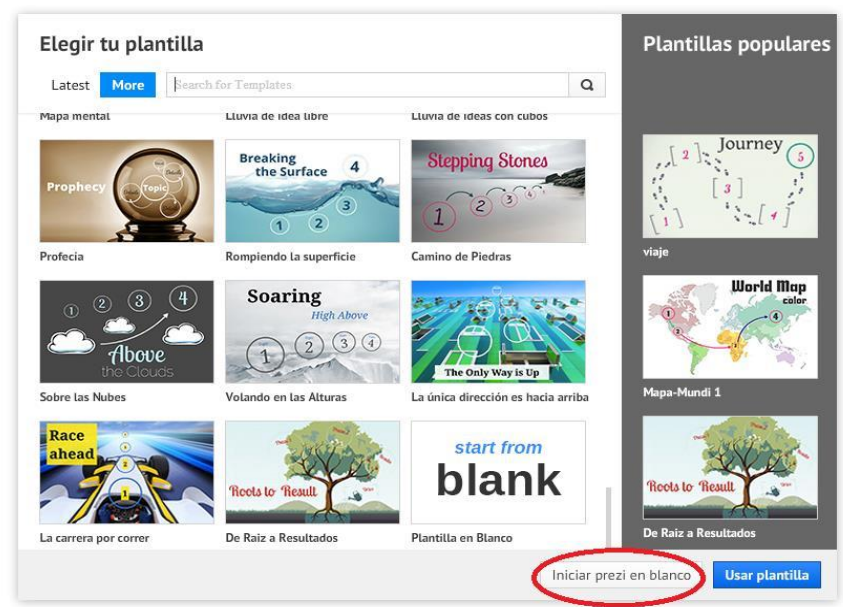 Elegir tu plantilla
Plantillas populares
Latest
More
Search for Templates
Mapa mental
Lluvia de idea libre
Lluvia de ideas con cubos
Prophecy
Topic
Breaking
the Surface
4
3
2
1
Stepping Stones
1
2
3
4
Profecia
Rompiendo la superficie
Camino de Piedras
Journey
1
2
3
4
5
viaje
1
2
3
4
Above
the Clouds
Soaring
High Above
1
2
3
4
The Only Way is Up
Sobre las Nubes
Volando en las Alturas
La única dirección es hacia arriba
World Map
color
1
2
3
4
Mapa-Mundi 1
Race
ahead
1
2
Roots to Result
start from
blank
La carrera por correr
De Raiz a Resultados
Plantilla en Blanco
Roots to Result
De Raiz a Resultados
Iniciar prezi en blanco
Usar plantilla